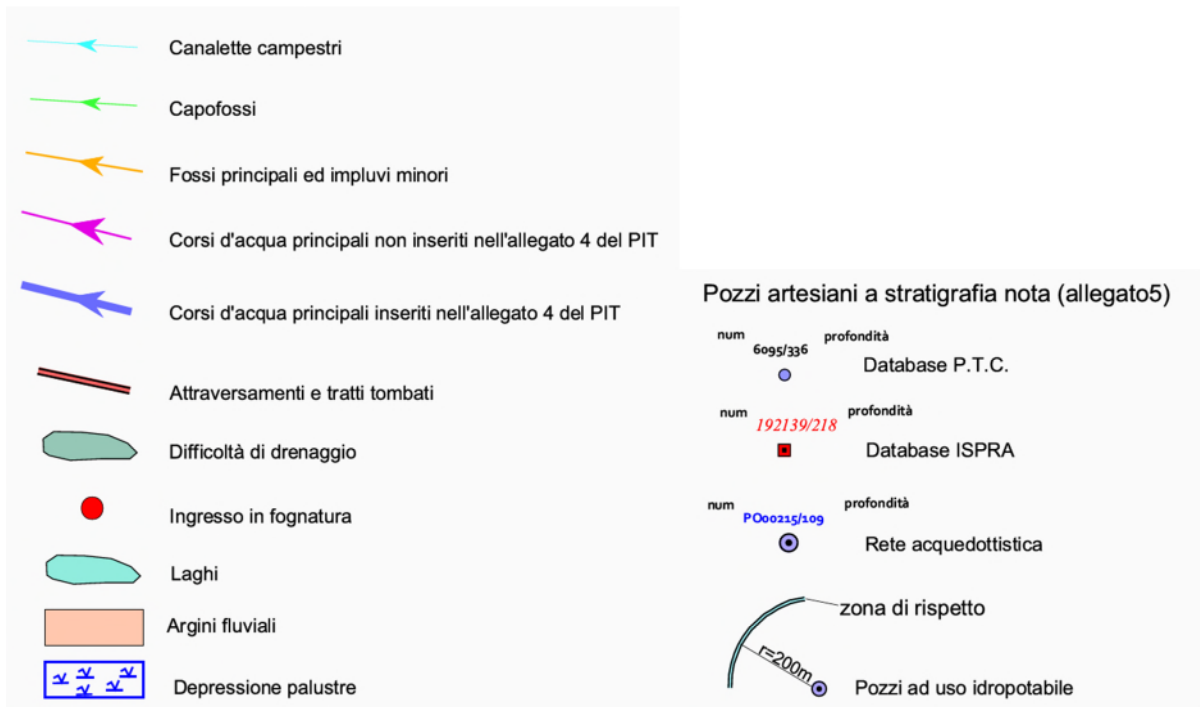 Canalette campestri
Capofossi
Fossi principali ed impluvi minori
Corsi d'acqua principali non inseriti nell'allegato 4 del PIT
Corsi d'acqua principali inseriti nell'allegato 4 del PIT
Attraversamenti e tratti tombati
Difficoltà di drenaggio
Ingresso in fognatura
Laghi
Argini fluviali
Depressione palustre
Pozzi artesiani a stratigrafia nota (allegato5)
num profondità
6095/336
Database P.T.C.
num profondità
192139/218
Database ISPRA
num profondità
PO00215/109
Rete acquedottistica
zona di rispetto
r=200m
Pozzi ad uso idropotabile